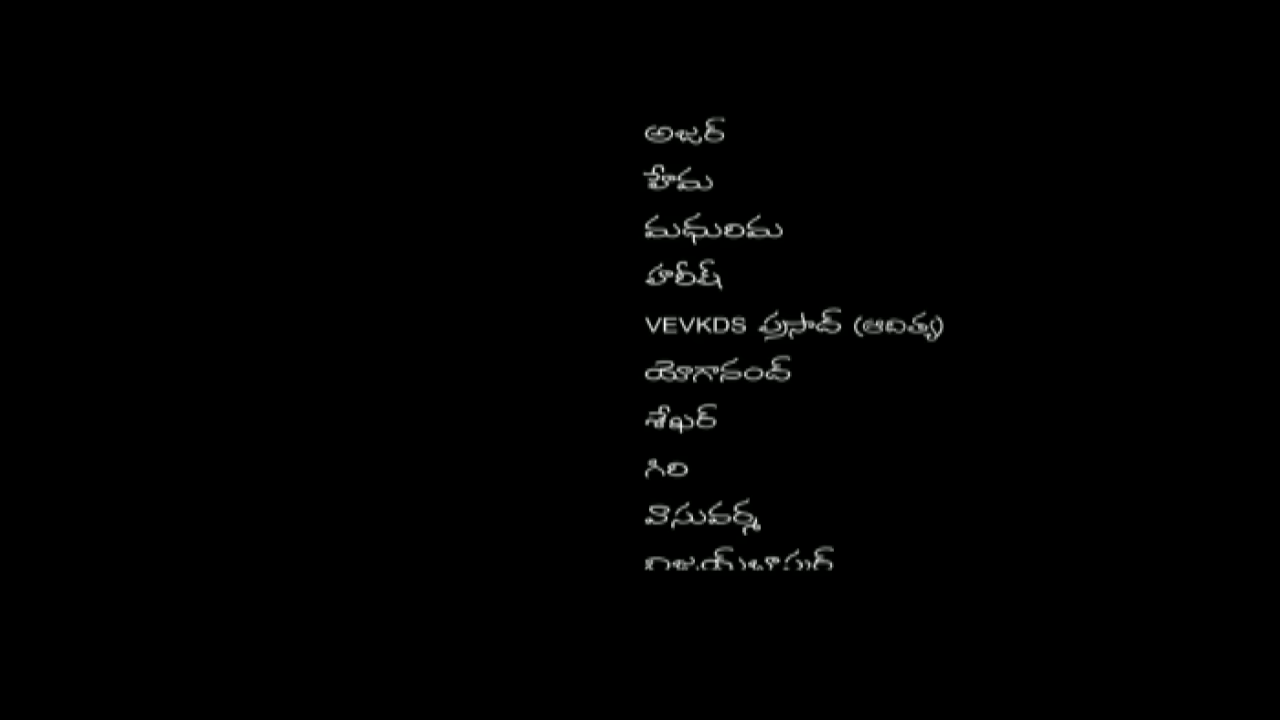 అజర్
హేమ
మధురిమ
హరీష్
VEVKDS ప్రసాద్ (ఆదిత్య)
యోగానంద్
శేఖర్
గిరి
వాసువర్మ